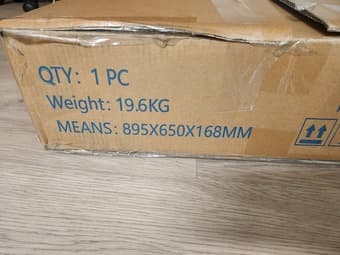 QTY: 1 PC
Weight: 19.6KG
MEANS: 895X650X168MM